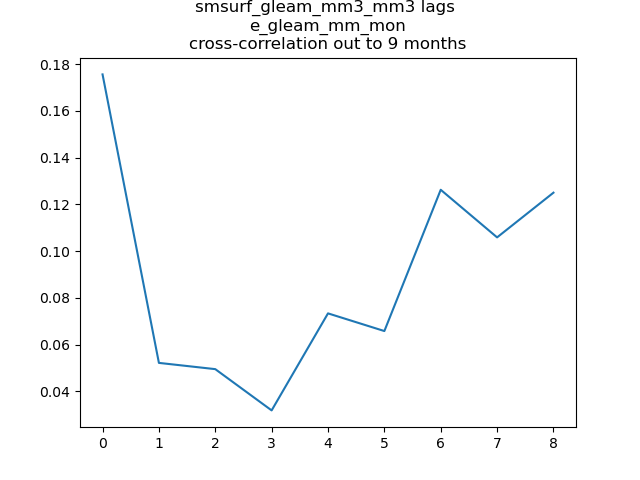 smsurf_gleam_mm3_mm3 lags
e_gleam_mm_mon
cross-correlation out to 9 months
0.18
0.16
0.14
0.12
0.10
0.08
0.06
0.04
0 1 2 3 4 5 6 7 8